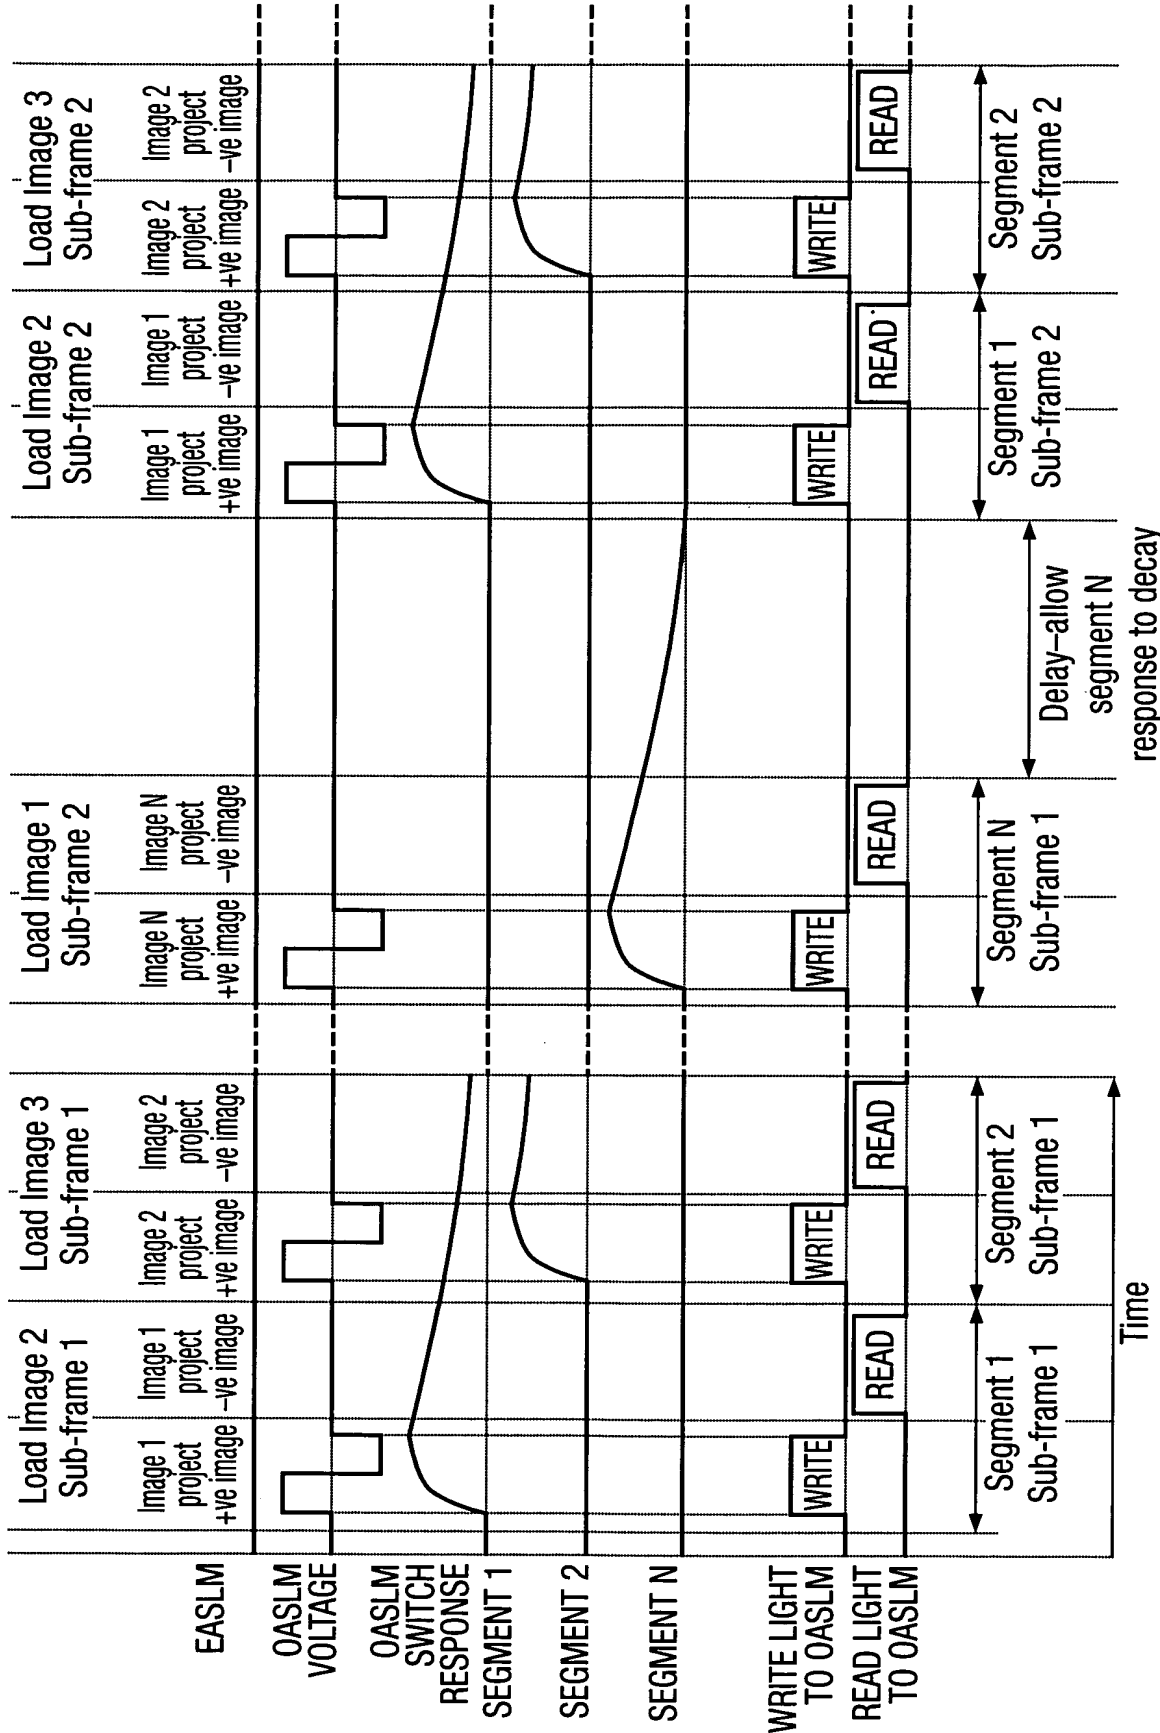 Load Image 2
Sub-frame 1
Load Image 3
Sub-frame 1
Load Image 1
Sub-frame 2
Load Image 2
Sub-frame 2
Load Image 3
Sub-frame 2
EASLM
Image 1
project
+ve image
Image 1
project
–ve image
Image 2
project
+ve image
Image 2
project
–ve image
Image N
project
+ve image
Image N
project
–ve image
Image 1
project
+ve image
Image 1
project
–ve image
Image 2
project
+ve image
Image 2
project
–ve image
OASLM
VOLTAGE
OASLM
SWITCH
RESPONSE
SEGMENT 1
SEGMENT 2
SEGMENT N
WRITE LIGHT
TO OASLM
WRITE
WRITE
WRITE
WRITE
WRITE
READ LIGHT
TO OASLM
READ
READ
READ
READ
READ
Segment 1
Sub-frame 1
Segment 2
Sub-frame 1
Segment N
Sub-frame 1
Delay–allow
segment N
response to decay
Segment 1
Sub-frame 2
Segment 2
Sub-frame 2
Time